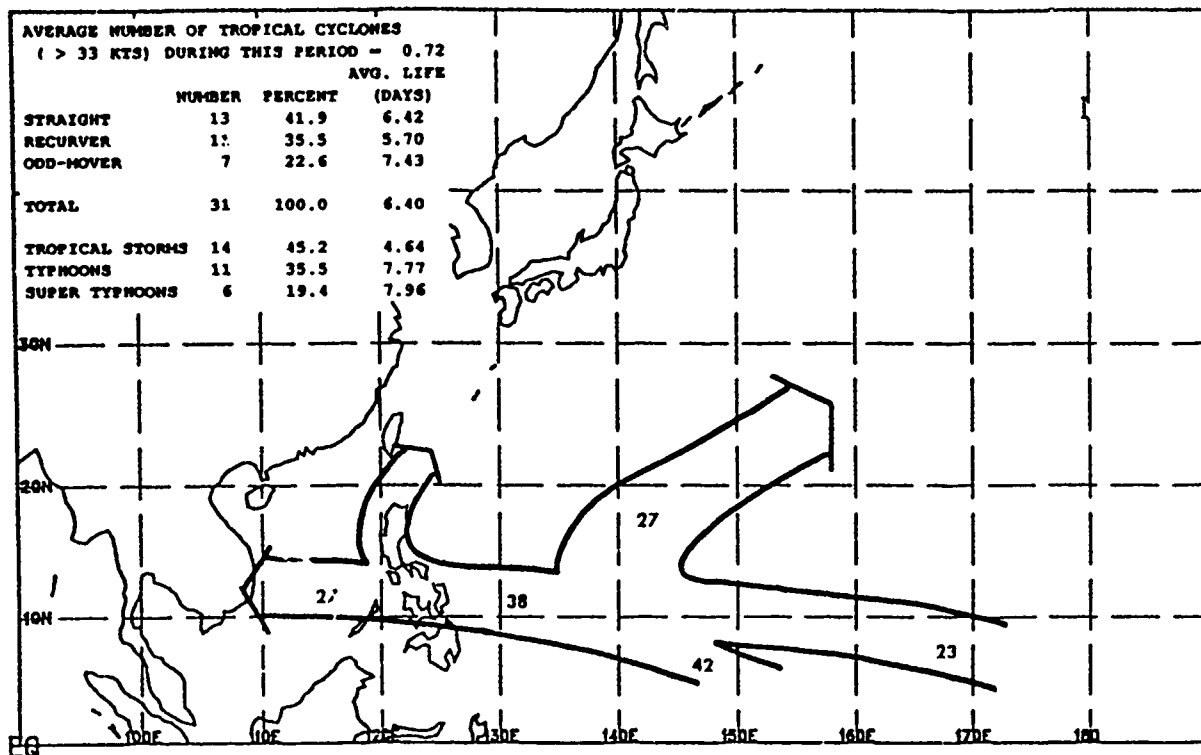 AVERAGE NUMBER OF TROPICAL CYCLONES
( > 33 KTS) DURING THIS PERIOD = 0.72
AVG. LIFE
NUMBER PERCENT (DAYS)
STRAIGHT 13 41.9 6.42
RECURVER 35.5 5.70
ODD-MOVER 7 22.6 7.43
TOTAL 31 100.0 6.40
TROPICAL STORMS 14 45.2 4.64
TYPHOONS 11 35.5 7.77
SUPER TYPHOONS 6 19.4 7.96
30N
20N
27
10N
38
42
23
EQ 100E 110E 120E 130E 140E 150E 160E 170E 180